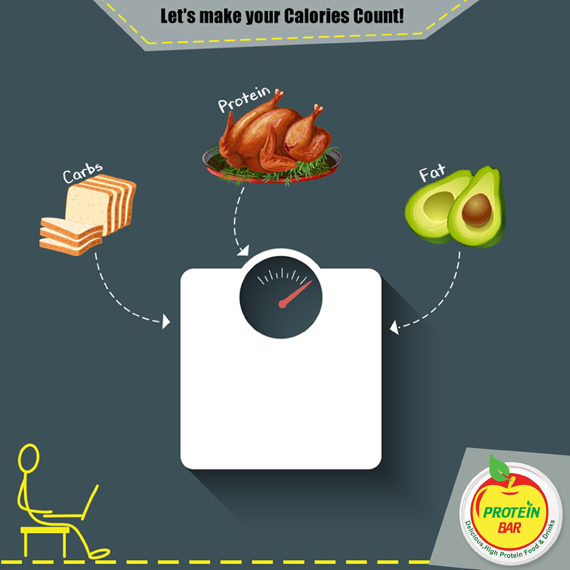 Let's make your Calories Count!
Protein
Carbs
Fat
PROTEIN
BAR
Delicious,High Protein Food & Drinks